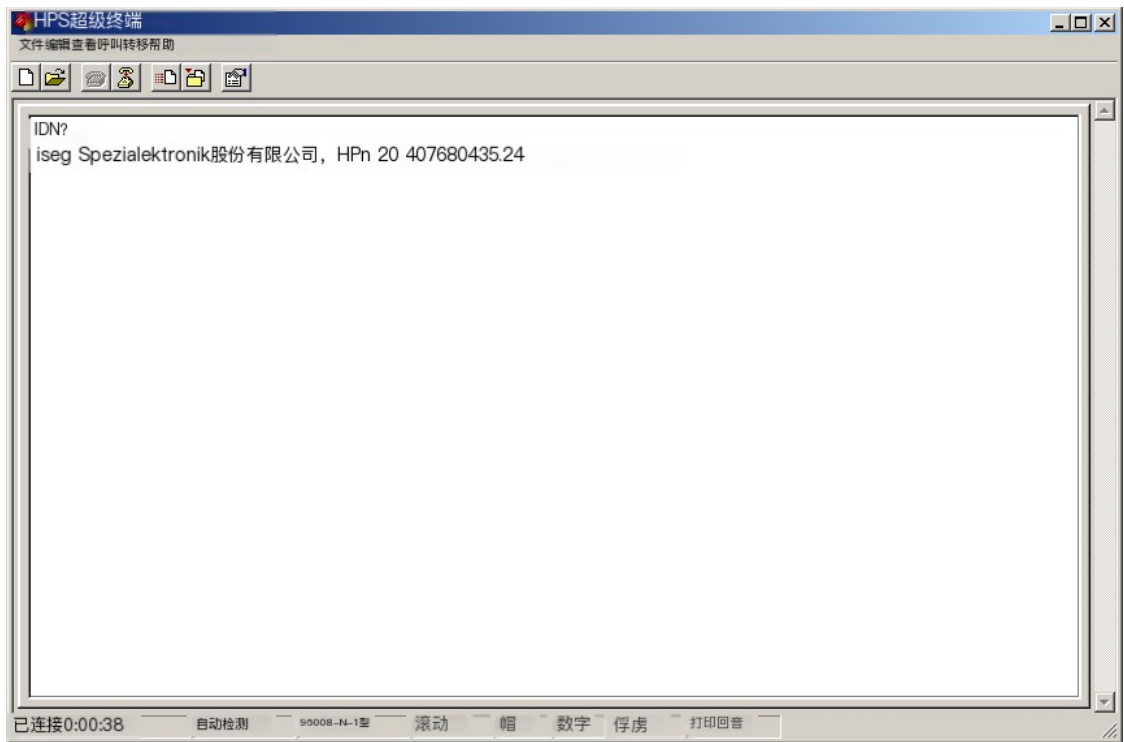 HPS超级终端
文件编辑查看呼叫转移帮助
IDN?
iseg Spezialektronik股份有限公司，HPn 20 407680435.24
已连接0:00:38 自动检测 99008-N-1型 滚动 帽 数字 俘虏 打印回音